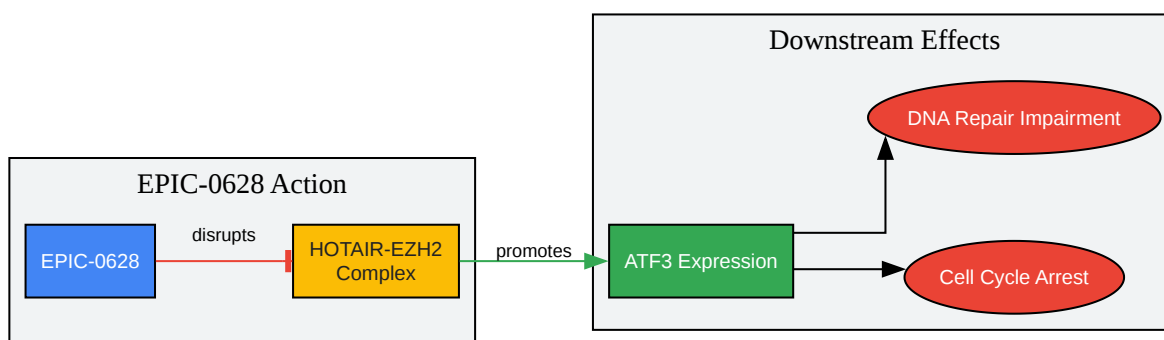 EPIC-0628 Action
EPIC-0628
disrupts
HOTAIR-EZH2
Complex
promotes
Downstream Effects
ATF3 Expression
DNA Repair Impairment
Cell Cycle Arrest